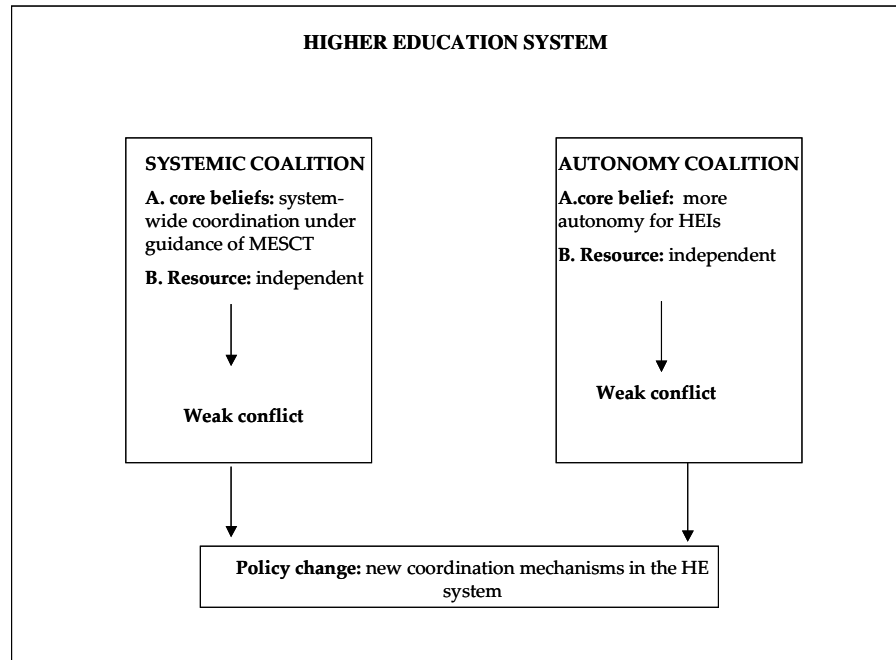 HIGHER EDUCATION SYSTEM
SYSTEMIC COALITION
A. core beliefs: system-
wide coordination under
guidance of MESCT
B. Resource: independent
Weak conflict
AUTONOMY COALITION
A.core belief: more
autonomy for HEIs
B. Resource: independent
Weak conflict
Policy change: new coordination mechanisms in the HE
system